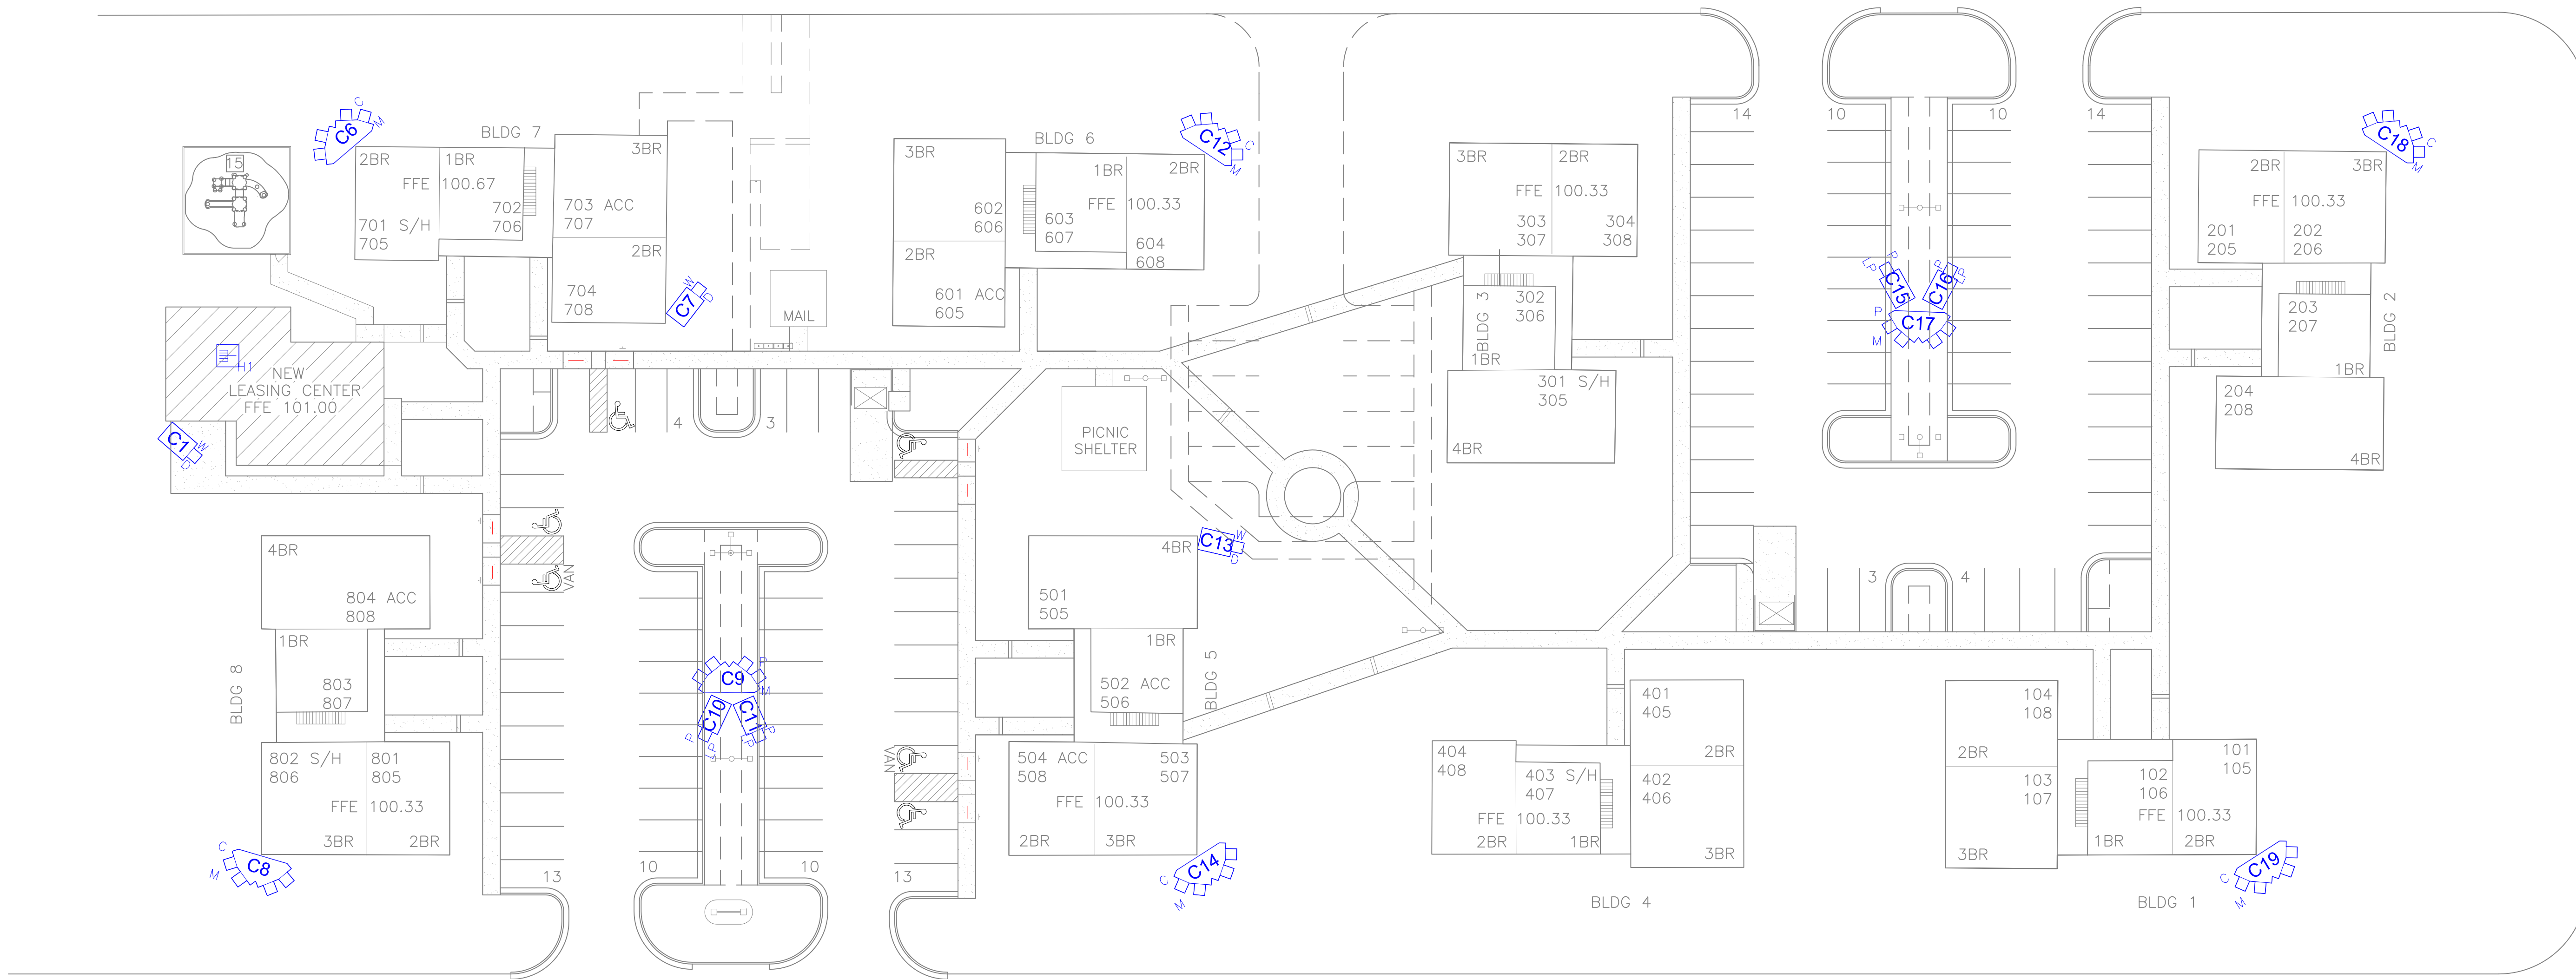 14
10
10
14
C6
C
M
BLDG 7
2BR
1BR
FFE 100.67
702
706
701 S/H
705
3BR
703 ACC
707
2BR
704
708
C7
W
D
15
MAIL
BLDG 6
3BR
602
606
2BR
601 ACC
605
1BR
2BR
FFE 100.33
603
607
604
608
C12
C
M
3BR
2BR
FFE 100.33
303
307
304
308
BLDG 3
302
306
1BR
301 S/H
305
4BR
C15
LP
P
C16
P
P
C17
P
M
C18
C
M
2BR
3BR
FFE 100.33
201
205
202
206
203
207
BLDG 2
1BR
204
208
4BR
H1
NEW
LEASING CENTER
FFE 101.00
C1
W
D
4
3
PICNIC
SHELTER
C13
W
D
4BR
804 ACC
808
1BR
803
807
BLDG 8
802 S/H
806
801
805
FFE 100.33
3BR
2BR
C8
C
M
VAN
C9
P
M
C10
P
LP
C11
P
LP
13
10
10
13
VAN
4BR
501
505
1BR
502 ACC
506
BLDG 5
504 ACC
508
503
507
FFE 100.33
2BR
3BR
C14
C
M
3
4
401
405
2BR
404
408
403 S/H
407
402
406
FFE 100.33
2BR
1BR
3BR
BLDG 4
104
108
2BR
103
107
3BR
101
105
102
106
FFE 100.33
1BR
2BR
BLDG 1
C19
C
M